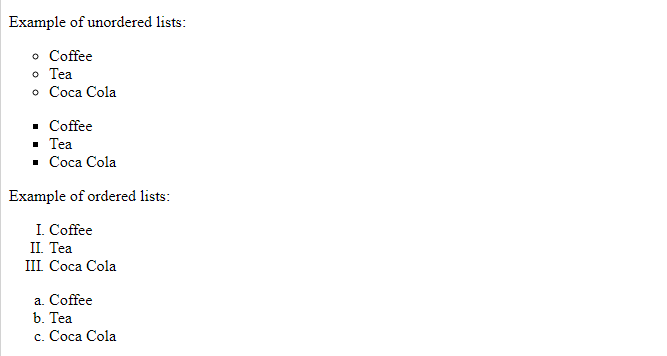 Example of unordered lists:
○ Coffee
○ Tea
○ Coca Cola
■ Coffee
■ Tea
■ Coca Cola
Example of ordered lists:
I. Coffee
II. Tea
III. Coca Cola
a. Coffee
b. Tea
c. Coca Cola